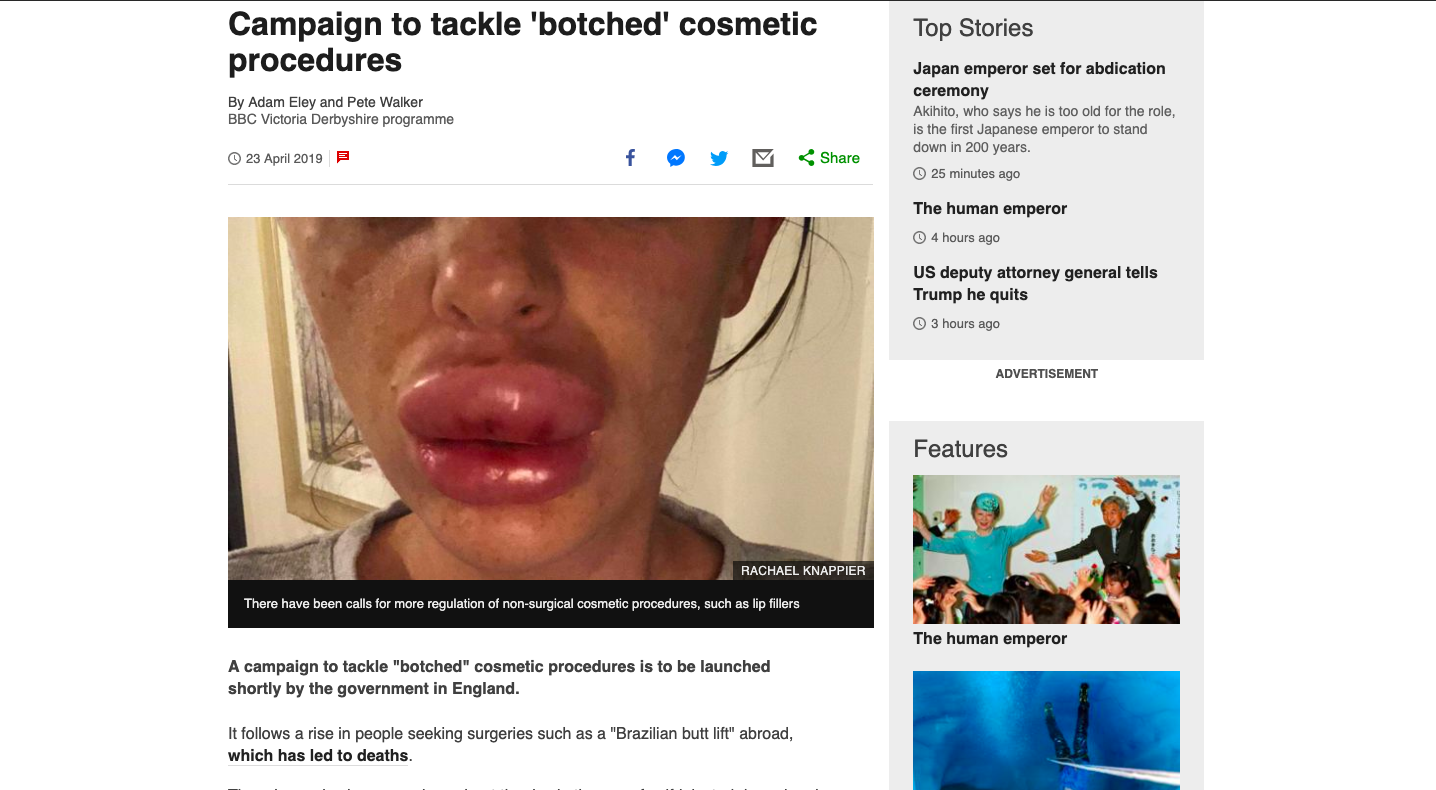 Campaign to tackle 'botched' cosmetic
procedures
By Adam Eley and Pete Walker
BBC Victoria Derbyshire programme
23 April 2019
Share
RACHAEL KNAPPIER
There have been calls for more regulation of non-surgical cosmetic procedures, such as lip fillers
A campaign to tackle "botched" cosmetic procedures is to be launched
shortly by the government in England.
It follows a rise in people seeking surgeries such as a "Brazilian butt lift" abroad,
which has led to deaths.
Top Stories
Japan emperor set for abdication
ceremony
Akihito, who says he is too old for the role,
is the first Japanese emperor to stand
down in 200 years.
25 minutes ago
The human emperor
4 hours ago
US deputy attorney general tells
Trump he quits
3 hours ago
ADVERTISEMENT
Features
The human emperor